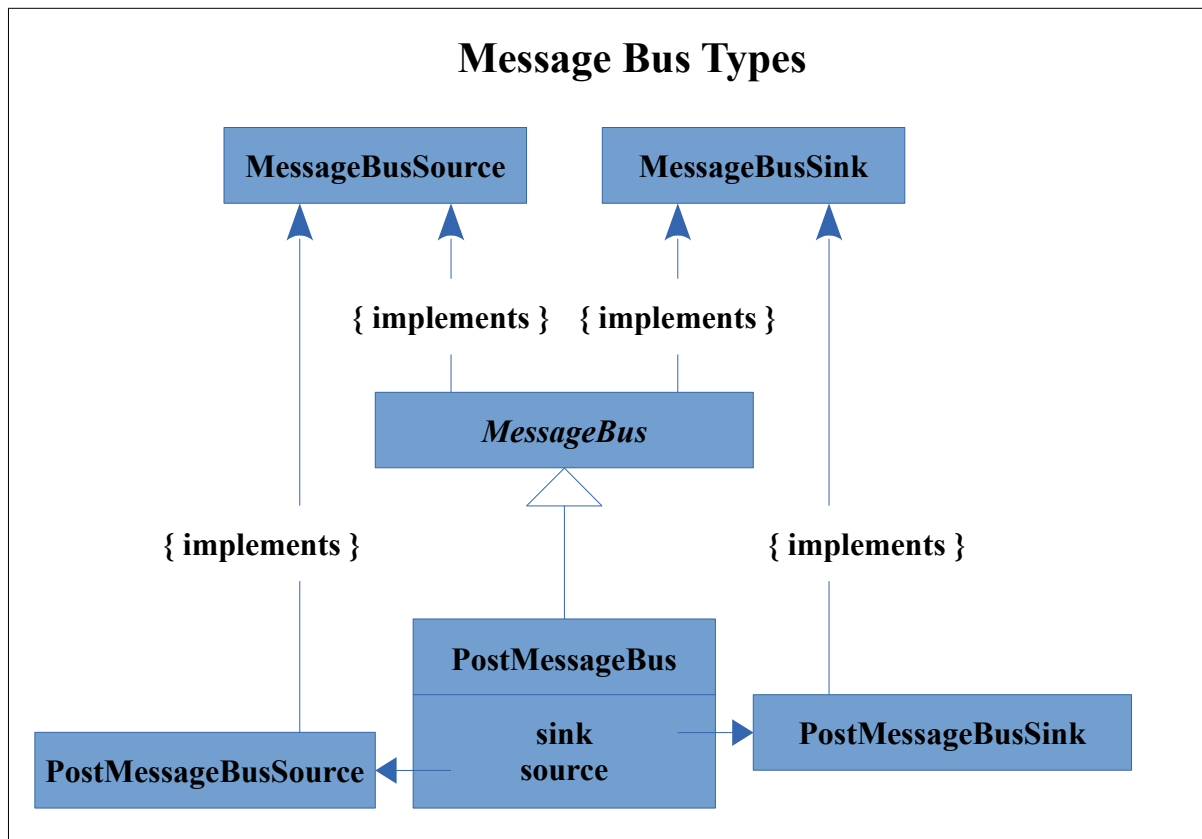 Message Bus Types
MessageBusSource
MessageBusSink
{ implements }
{ implements }
MessageBus
{ implements }
{ implements }
PostMessageBus
sink
source
PostMessageBusSink
PostMessageBusSource